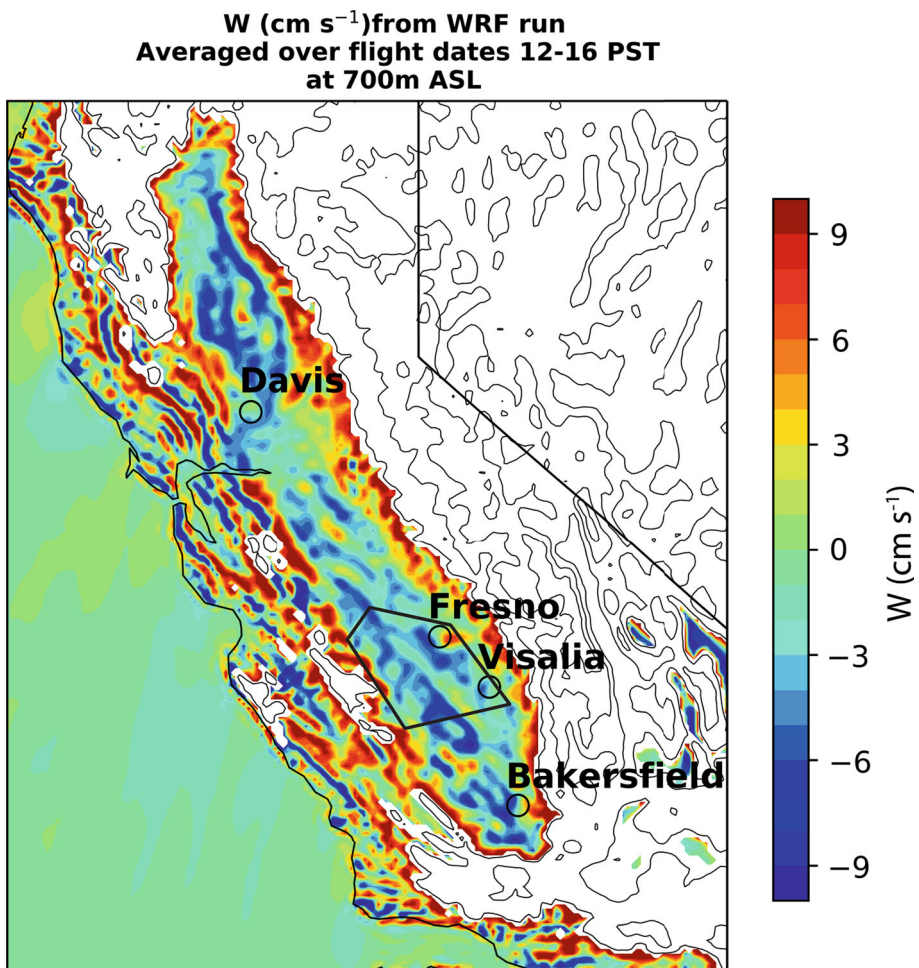 W (cm s⁻¹)from WRF run
Averaged over flight dates 12-16 PST
at 700m ASL
Davis
Fresno
Visalia
Bakersfield
9
6
3
0
−3
−6
−9
W (cm s⁻¹)